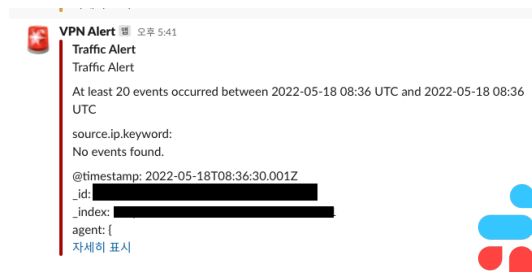 VPN Alert 앱 오후 5:41
Traffic Alert
Traffic Alert
At least 20 events occurred between 2022-05-18 08:36 UTC and 2022-05-18 08:36
UTC
source.ip.keyword:
No events found.
@timestamp: 2022-05-18T08:36:30.001Z
_id:
_index:
agent: {
자세히 표시